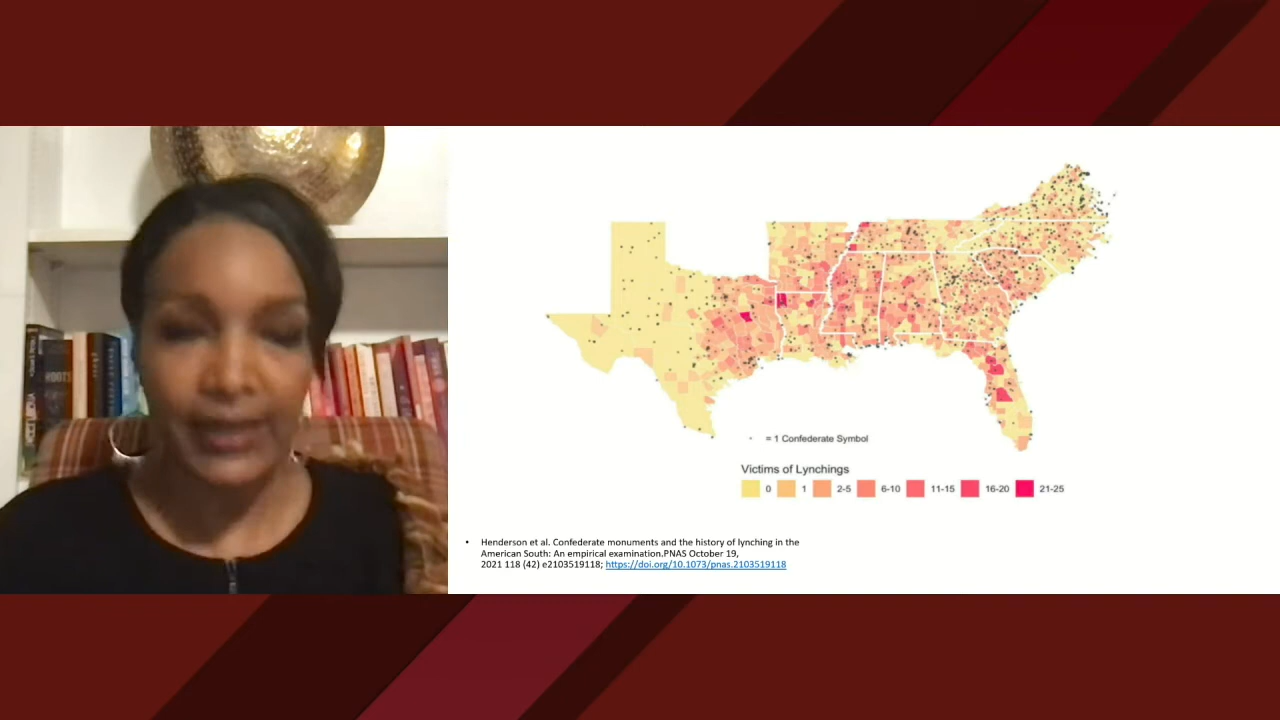 = 1 Confederate Symbol
Victims of Lynchings
0 1 2-5 6-10 11-15 16-20 21-25
• Henderson et al. Confederate monuments and the history of lynching in the
American South: An empirical examination.PNAS October 19,
2021 118 (42) e2103519118; https://doi.org/10.1073/pnas.2103519118